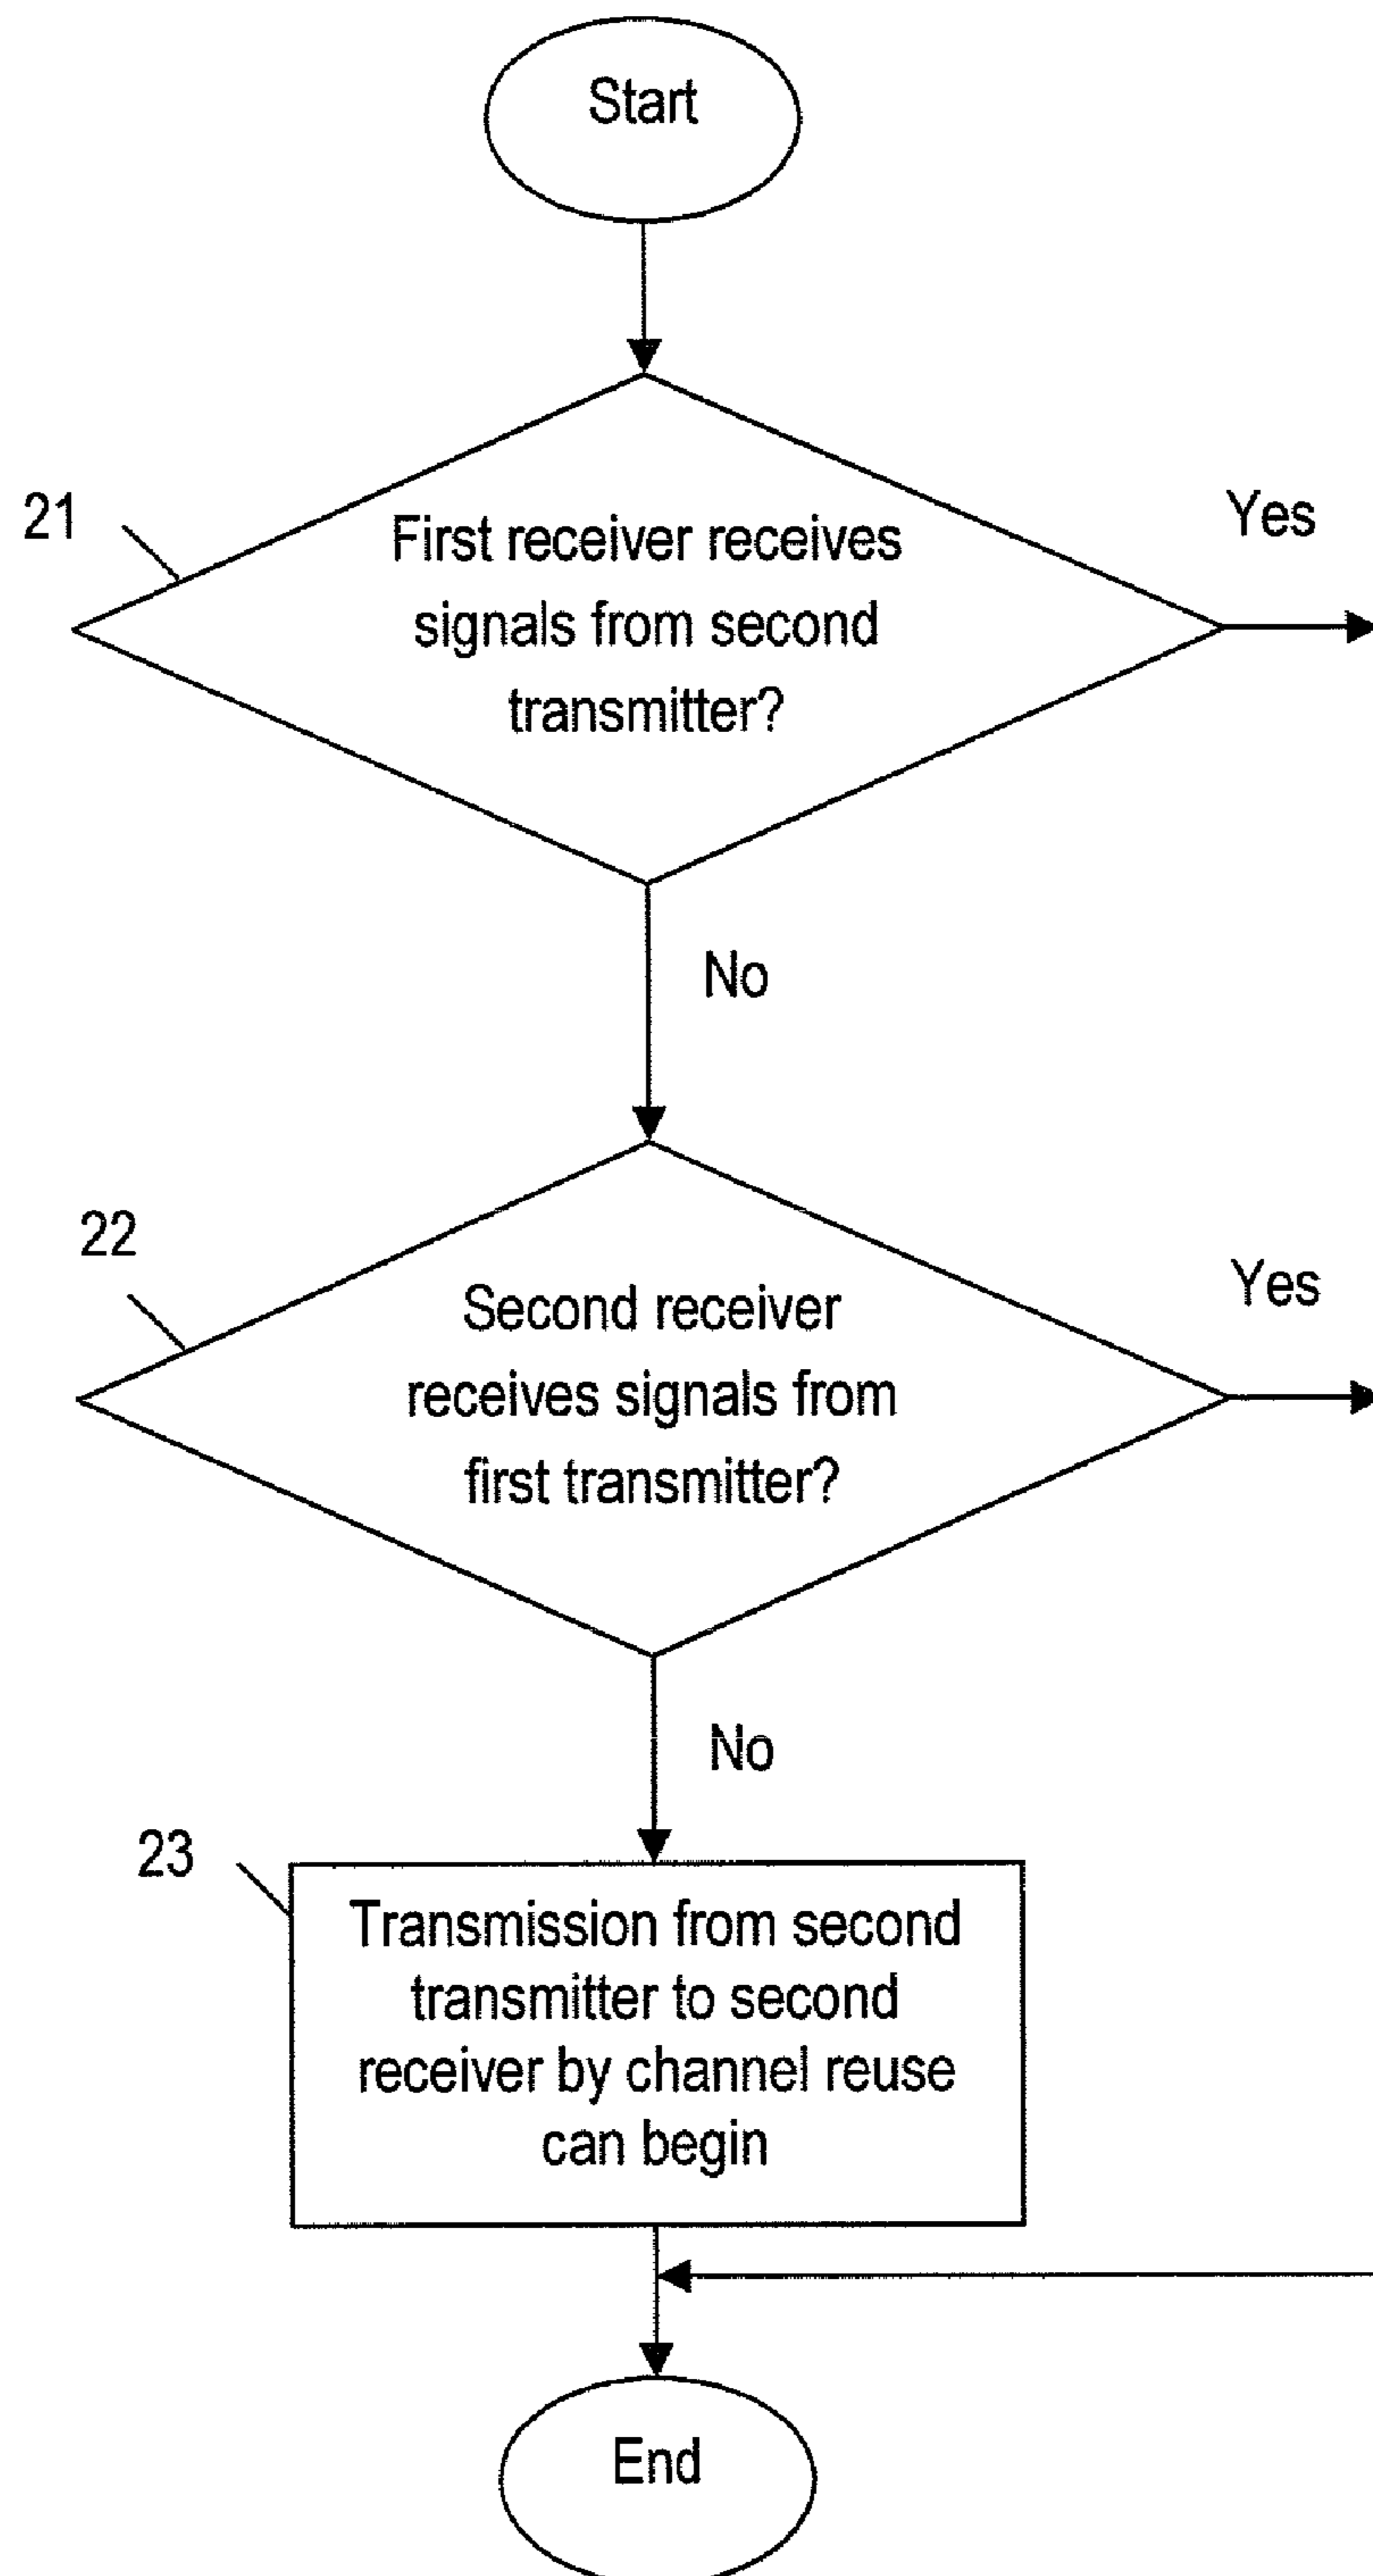 Start
21
First receiver receives
signals from second
transmitter?
Yes
No
22
Second receiver
receives signals from
first transmitter?
Yes
No
23
Transmission from second
transmitter to second
receiver by channel reuse
can begin
End